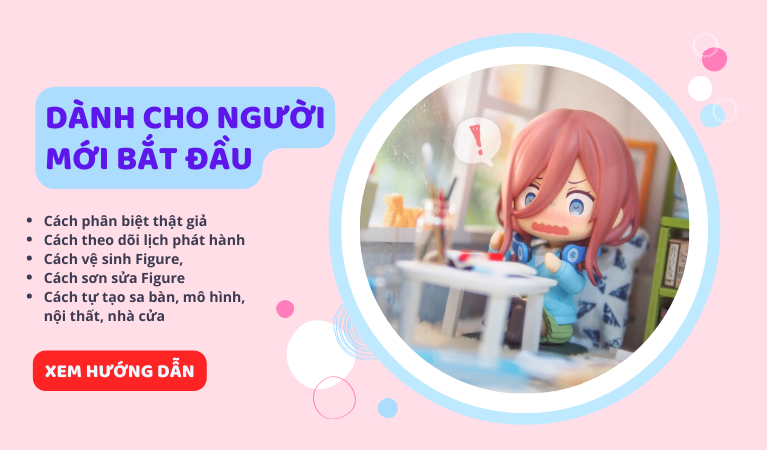 DÀNH CHO NGƯỜI
MỚI BẮT ĐẦU
Cách phân biệt thật giả
Cách theo dõi lịch phát hành
Cách vệ sinh Figure,
Cách sơn sửa Figure
Cách tự tạo sa bàn, mô hình,
nội thất, nhà cửa
XEM HƯỚNG DẪN